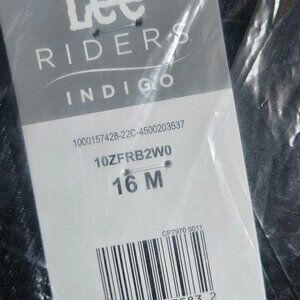 Lee
RIDERS
INDIGO
1000157428-22C-4500203537
10ZFRB2W0
16 M
CP7970 0011